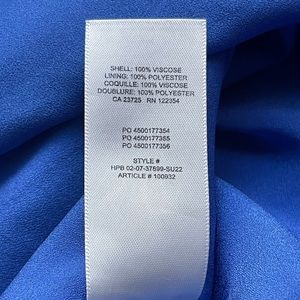 SHELL: 100% VISCOSE
LINING: 100% POLYESTER
COQUILLE: 100% VISCOSE
DOUBLURE: 100% POLYESTER
CA 23725 RN 122354
PO 4500177354
PO 4500177355
PO 4500177356
STYLE #
HPB 02-07-37699-SU22
ARTICLE # 100932